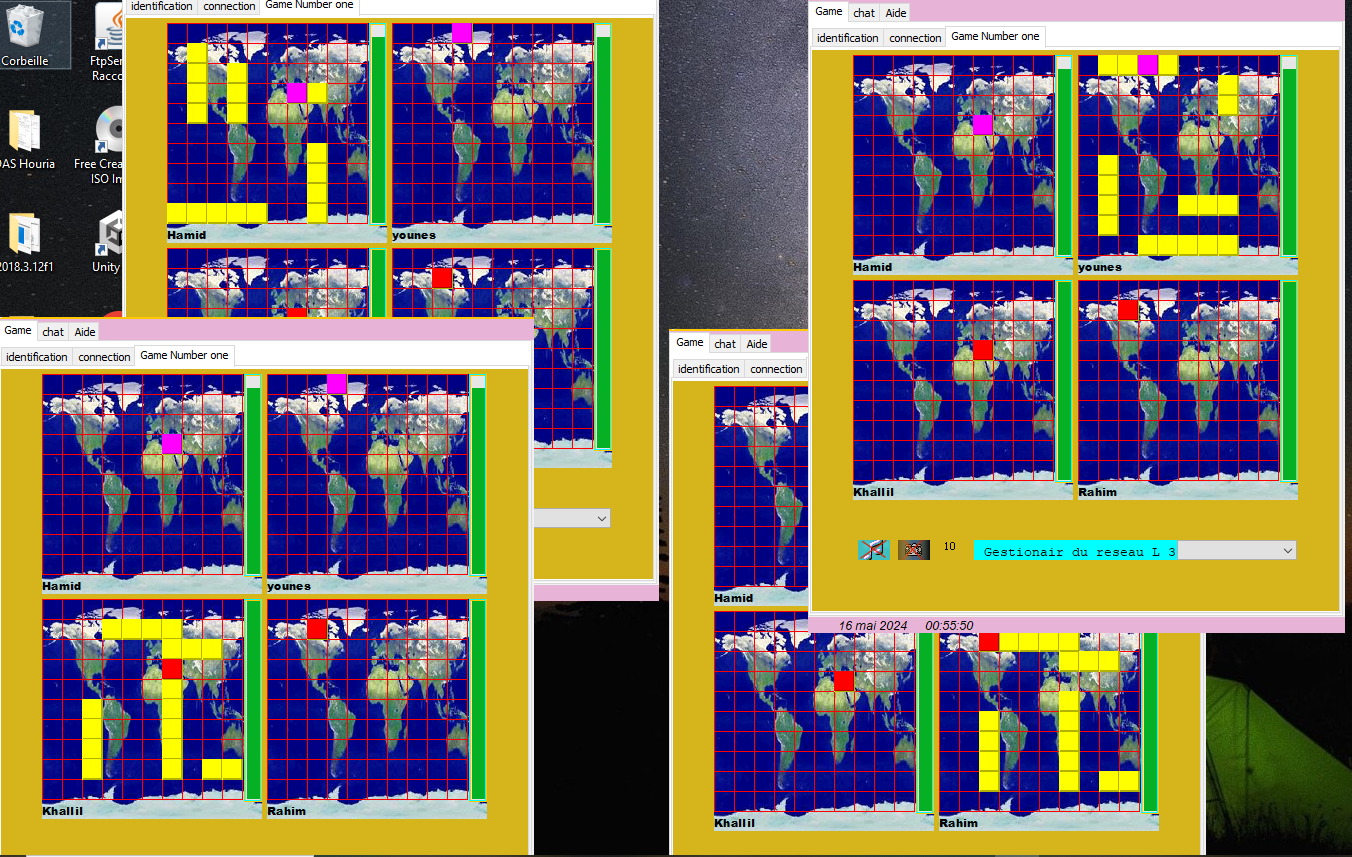 Corbeille
FtpSer
Racco
AS Houria
Free Crea
ISO Im
2018.3.12f1
Unity
identification connection Game Number one
Hamid younes
Game chat Aide
identification connection Game Number one
Hamid younes
Khallil Rahim
Game chat Aide
identification connection
Hamid
Khallil Rahim
Game chat Aide
identification connection Game Number one
Hamid younes
Khallil Rahim
10 Gestionair du reseau L 3
16 mai 2024 00:55:50